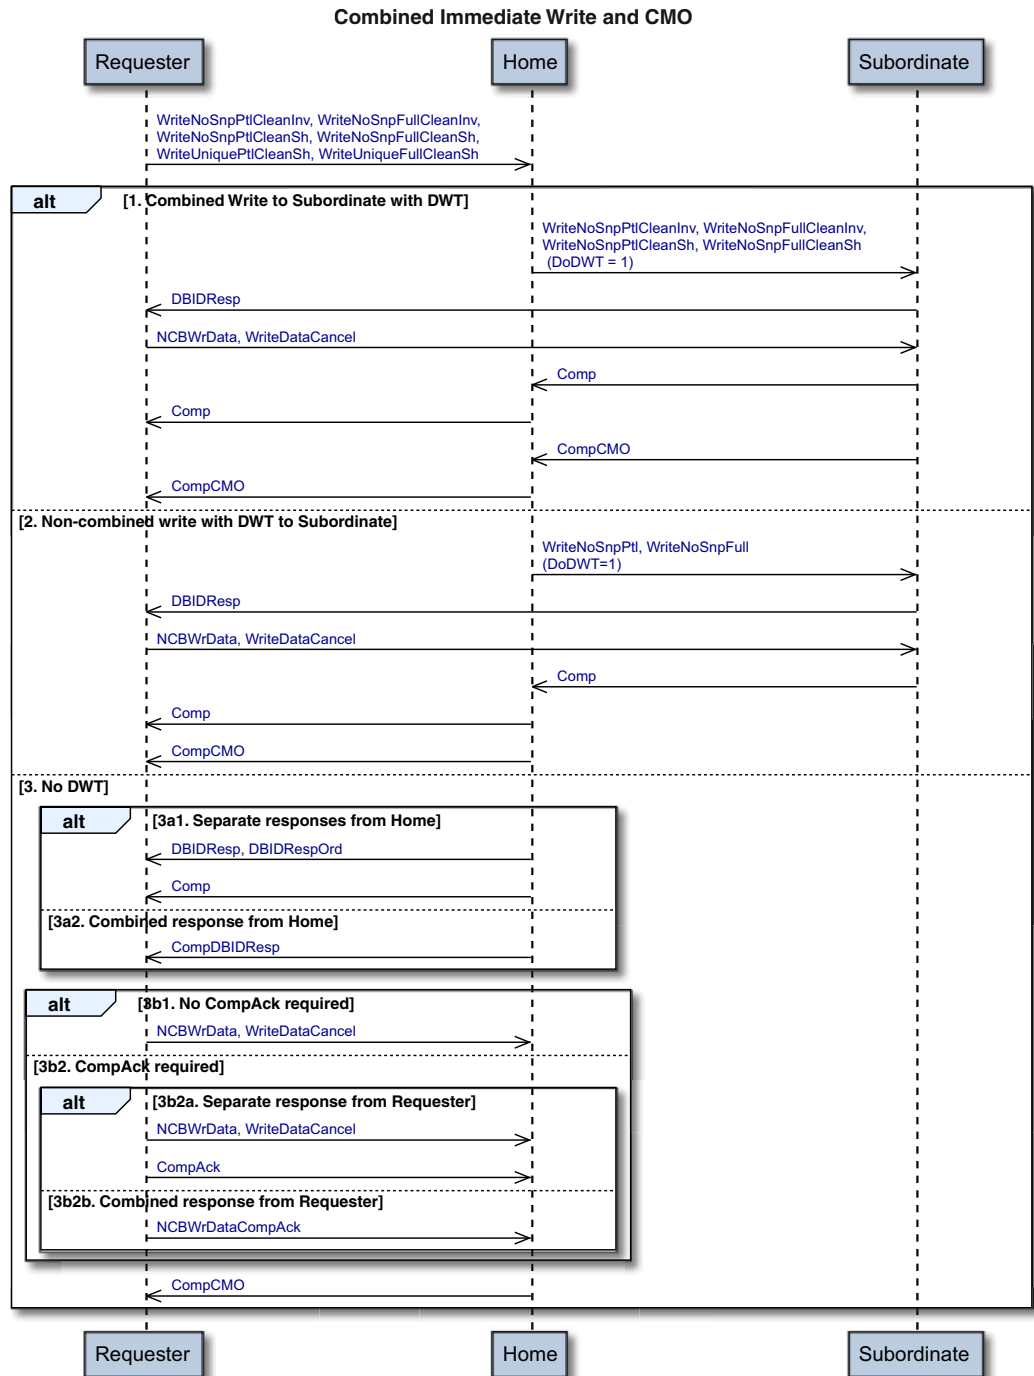 Combined Immediate Write and CMO
Requester
Home
Subordinate
WriteNoSnpPtlCleanInv, WriteNoSnpFullCleanInv,
WriteNoSnpPtlCleanSh, WriteNoSnpFullCleanSh,
WriteUniquePtlCleanSh, WriteUniqueFullCleanSh
alt
[1. Combined Write to Subordinate with DWT]
WriteNoSnpPtlCleanInv, WriteNoSnpFullCleanInv,
WriteNoSnpPtlCleanSh, WriteNoSnpFullCleanSh
(DoDWT = 1)
DBIDResp
NCBWrData, WriteDataCancel
Comp
Comp
CompCMO
CompCMO
[2. Non-combined write with DWT to Subordinate]
WriteNoSnpPtl, WriteNoSnpFull
(DoDWT=1)
DBIDResp
NCBWrData, WriteDataCancel
Comp
Comp
CompCMO
[3. No DWT]
alt
[3a1. Separate responses from Home]
DBIDResp, DBIDRespOrd
Comp
[3a2. Combined response from Home]
CompDBIDResp
alt
[3b1. No CompAck required]
NCBWrData, WriteDataCancel
[3b2. CompAck required]
alt
[3b2a. Separate response from Requester]
NCBWrData, WriteDataCancel
CompAck
[3b2b. Combined response from Requester]
NCBWrDataCompAck
CompCMO
Requester
Home
Subordinate